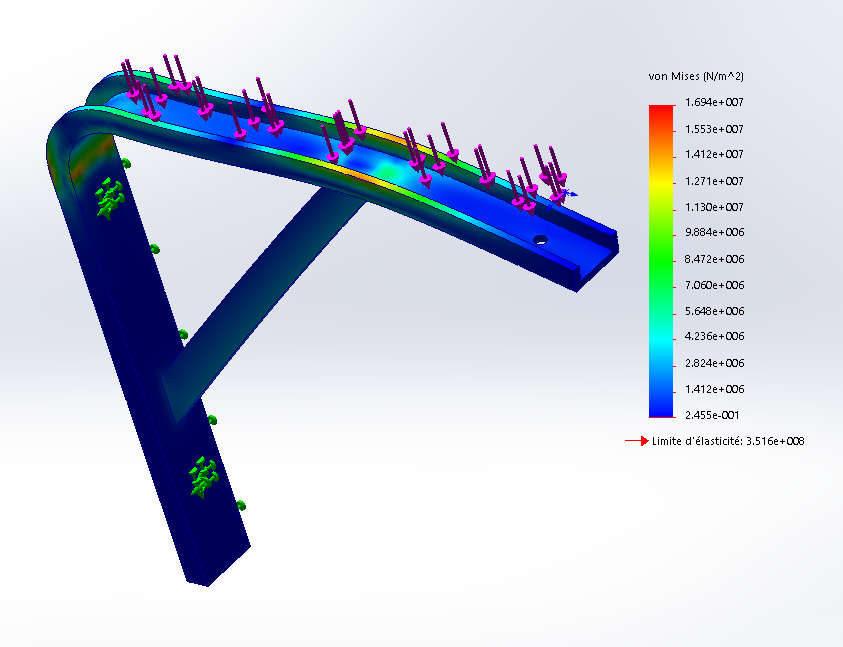 von Mises (N/m^2)
1.694e+007
1.553e+007
1.412e+007
1.271e+007
1.130e+007
9.884e+006
8.472e+006
7.060e+006
5.648e+006
4.236e+006
2.824e+006
1.412e+006
2.455e-001
Limite d'élasticité: 3.516e+008